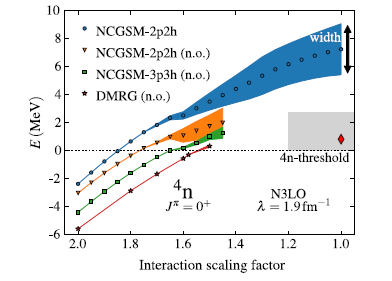 10
8
6
4
2
0
-2
-4
-6
E (MeV)
NCGSM-2p2h
NCGSM-2p2h (n.o.)
NCGSM-3p3h (n.o.)
DMRG (n.o.)
width
4n-threshold
⁴n
Jᵖⁱ = 0⁺
N3LO
λ = 1.9 fm⁻¹
2.0 1.8 1.6 1.4 1.2 1.0
Interaction scaling factor